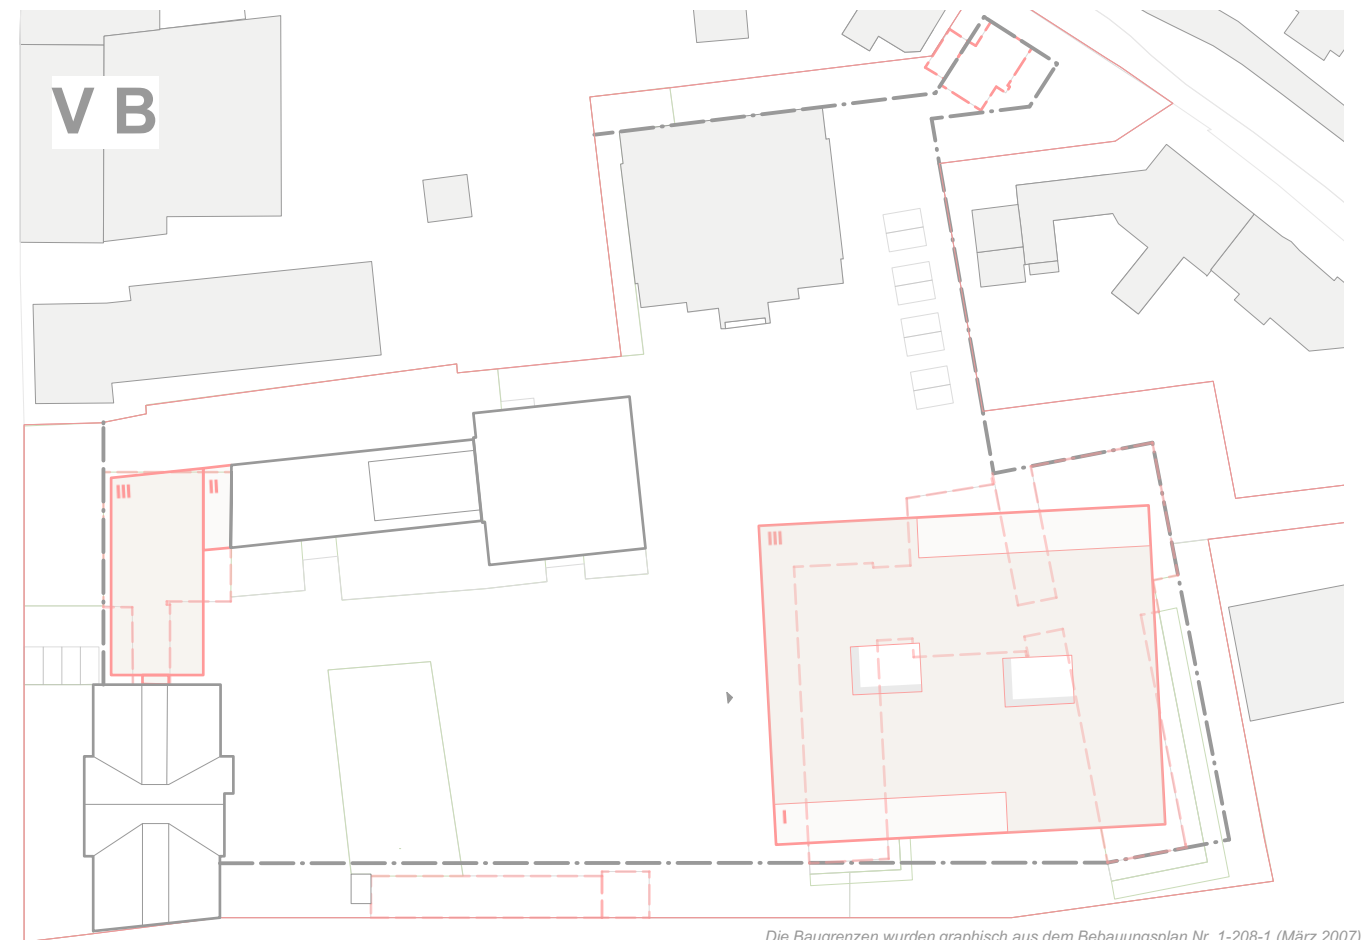 V B
III
II
III
I
Die Baugrenzen wurden graphisch aus dem Bebauungsplan Nr. 1-208-1 (März 2007)